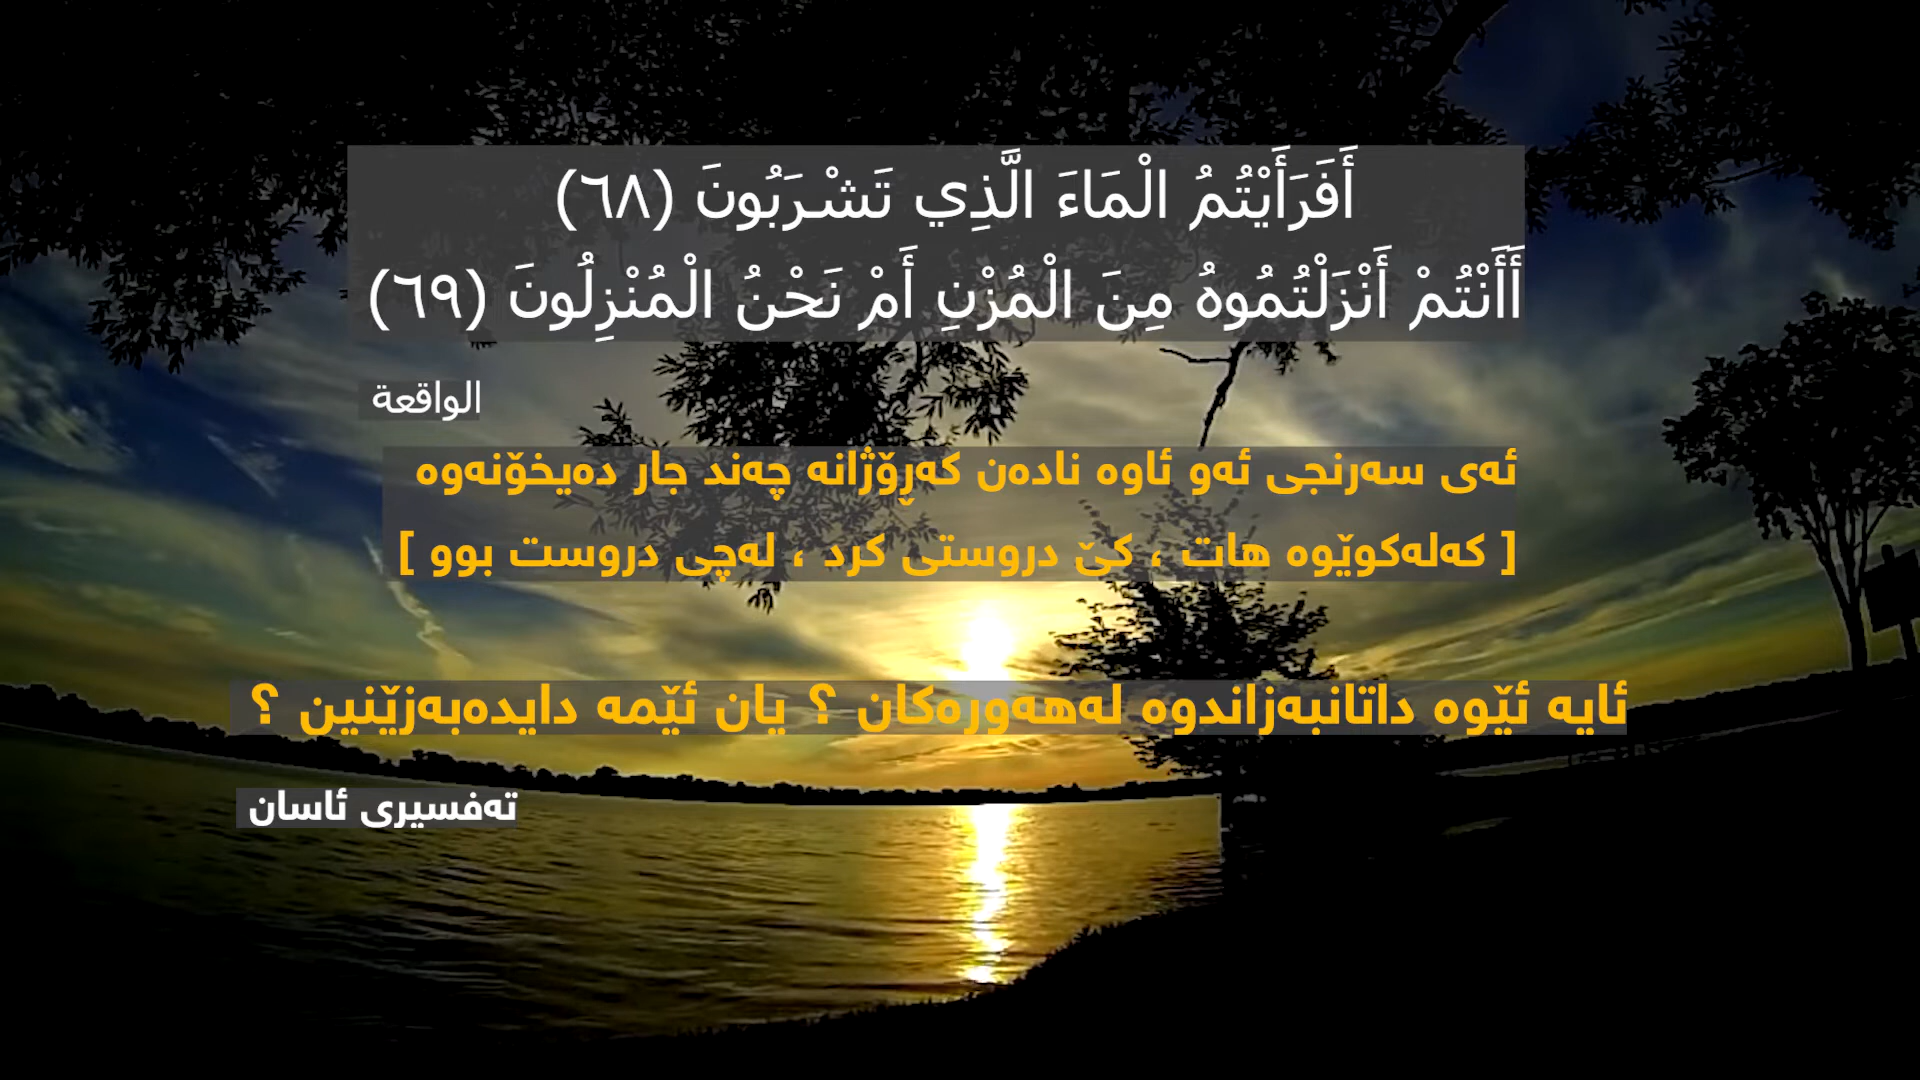 أَفَرَأَيْتُمُ الْمَاءَ الَّذِي تَشْرَبُونَ (٦٨)
أَأَنْتُمْ أَنْزَلْتُمُوهُ مِنَ الْمُزْنِ أَمْ نَحْنُ الْمُنْزِلُونَ (٦٩)
الواقعة
ئەی سەرنجی ئەو ئاوە نادەن کەڕۆژانە چەند جار دەیخۆنەوە
[ کەلەکوێوە هات ، کێ دروستی کرد ، لەچی دروست بوو ]
ئایە ئێوە داتانبەزاندوە لەهەورەکان ؟ یان ئێمە دایدەبەزێنین ؟
تەفسیری ئاسان